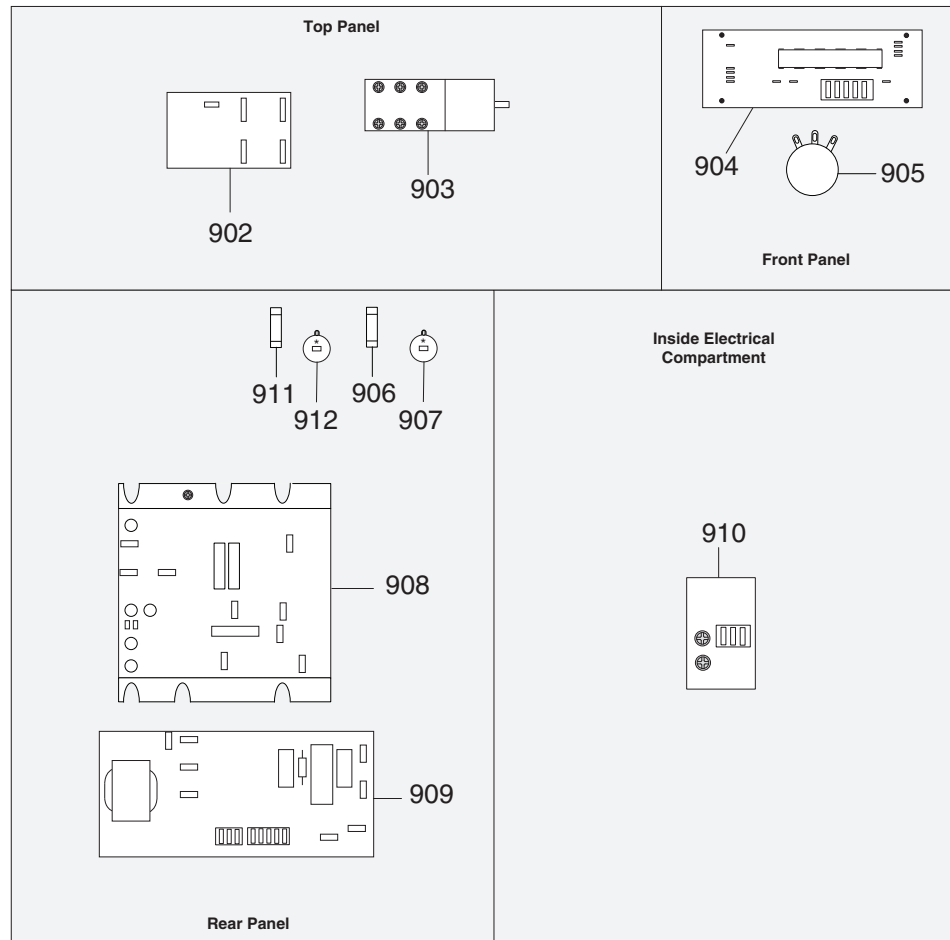 Top Panel
902
903
904
905
Front Panel
911
912
906
907
908
909
Rear Panel
Inside Electrical
Compartment
910